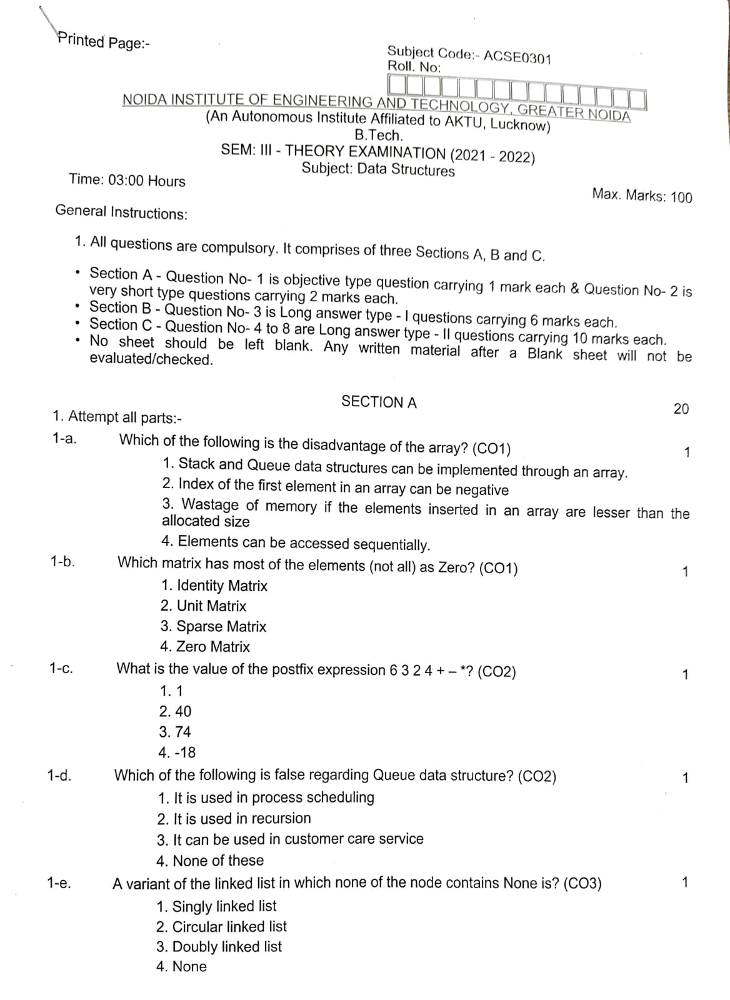 Printed Page:-
Subject Code:- ACSE0301
Roll. No:
NOIDA INSTITUTE OF ENGINEERING AND TECHNOLOGY, GREATER NOIDA
(An Autonomous Institute Affiliated to AKTU, Lucknow)
B.Tech.
SEM: III - THEORY EXAMINATION (2021 - 2022)
Subject: Data Structures
Time: 03:00 Hours
Max. Marks: 100
General Instructions:
1. All questions are compulsory. It comprises of three Sections A, B and C.
• Section A - Question No- 1 is objective type question carrying 1 mark each & Question No- 2 is
very short type questions carrying 2 marks each.
• Section B - Question No- 3 is Long answer type - I questions carrying 6 marks each.
• Section C - Question No- 4 to 8 are Long answer type - II questions carrying 10 marks each.
• No sheet should be left blank. Any written material after a Blank sheet will not be
evaluated/checked.
SECTION A
20
1. Attempt all parts:-
1-a. Which of the following is the disadvantage of the array? (CO1) 1
1. Stack and Queue data structures can be implemented through an array.
2. Index of the first element in an array can be negative
3. Wastage of memory if the elements inserted in an array are lesser than the
allocated size
4. Elements can be accessed sequentially.
1-b. Which matrix has most of the elements (not all) as Zero? (CO1) 1
1. Identity Matrix
2. Unit Matrix
3. Sparse Matrix
4. Zero Matrix
1-c. What is the value of the postfix expression 6 3 2 4 + – *? (CO2) 1
1. 1
2. 40
3. 74
4. -18
1-d. Which of the following is false regarding Queue data structure? (CO2) 1
1. It is used in process scheduling
2. It is used in recursion
3. It can be used in customer care service
4. None of these
1-e. A variant of the linked list in which none of the node contains None is? (CO3) 1
1. Singly linked list
2. Circular linked list
3. Doubly linked list
4. None